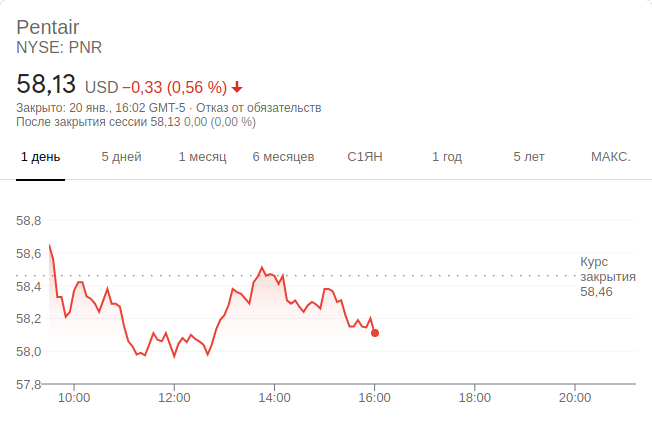 Pentair
NYSE: PNR
58,13 USD −0,33 (0,56 %)
Закрыто: 20 янв., 16:02 GMT-5 · Отказ от обязательств
После закрытия сессии 58,13 0,00 (0,00 %)
1 день 5 дней 1 месяц 6 месяцев С1ЯН 1 год 5 лет МАКС.
58,8
58,6
Курс
закрытия
58,46
58,4
58,2
58,0
57,8
10:00 12:00 14:00 16:00 18:00 20:00